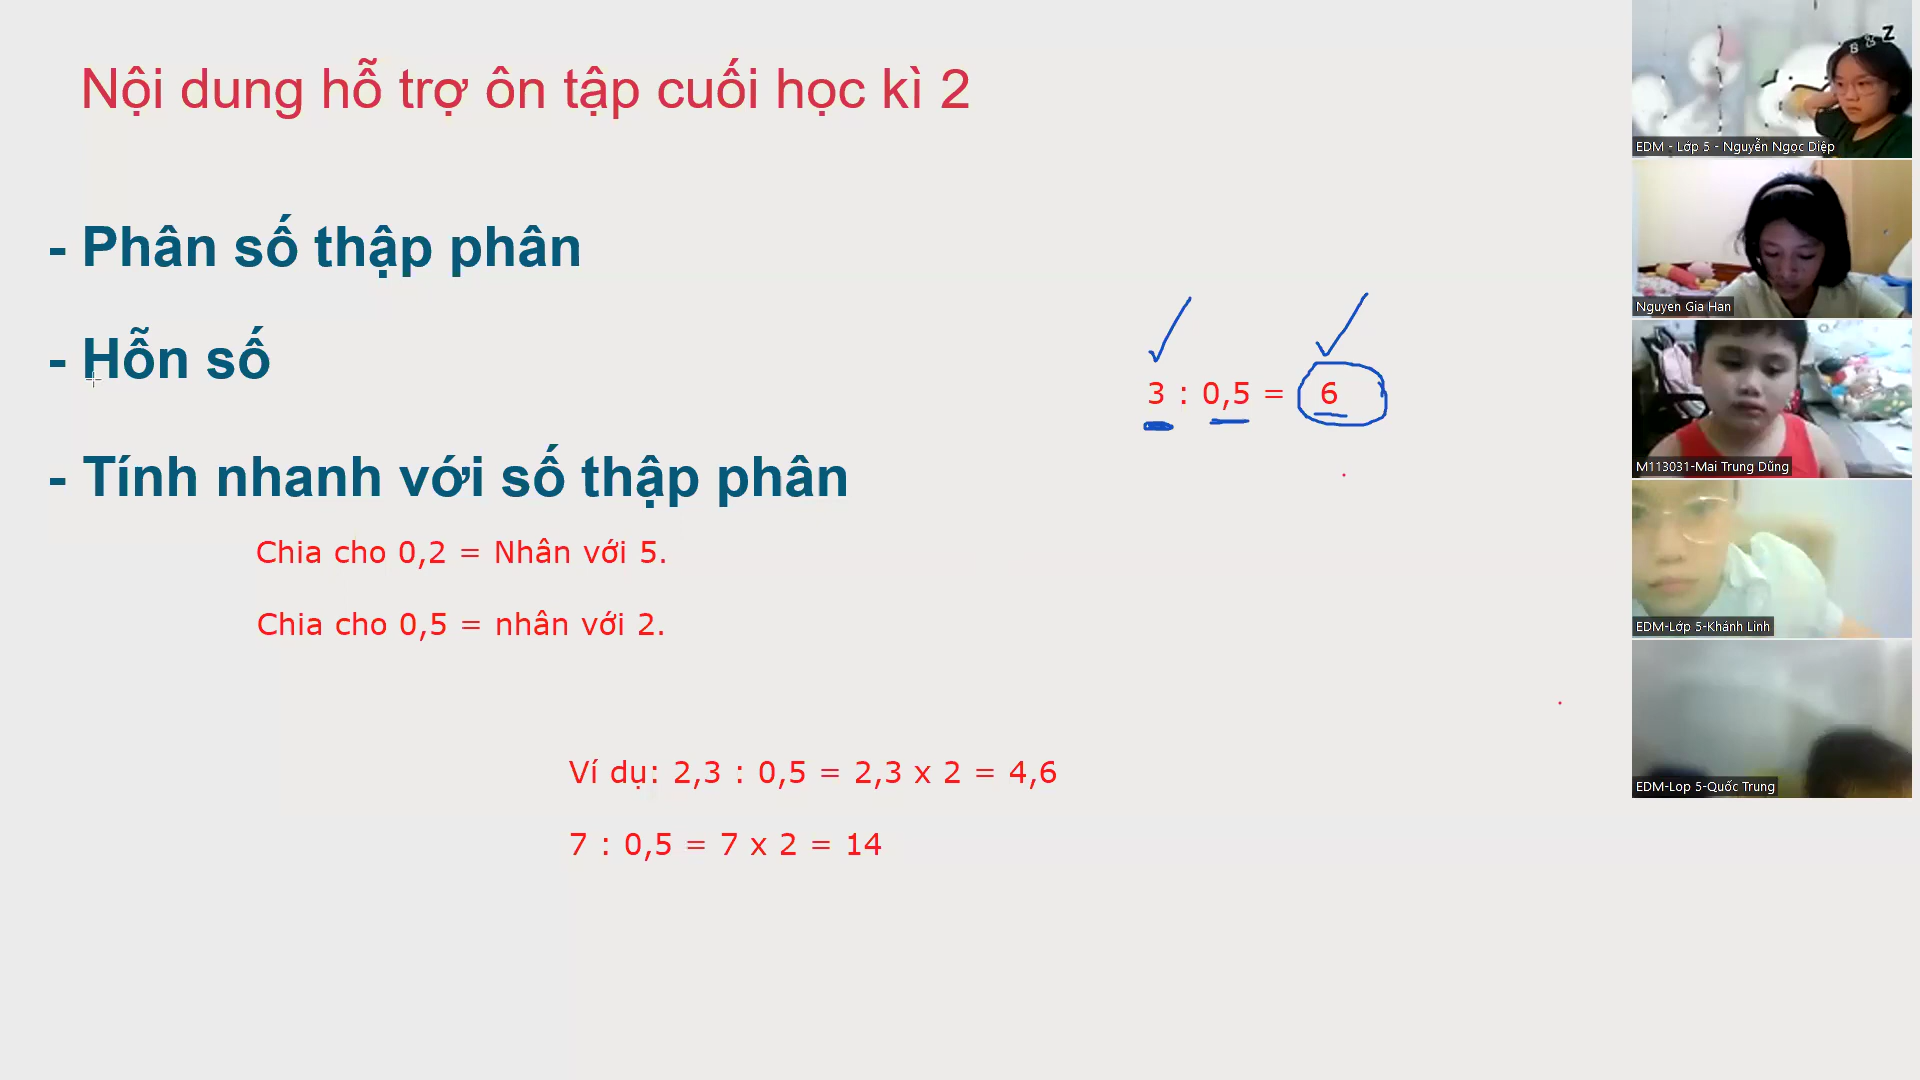 Nội dung hỗ trợ ôn tập cuối học kì 2
- Phân số thập phân
- Hỗn số
- Tính nhanh với số thập phân
Chia cho 0,2 = Nhân với 5.
Chia cho 0,5 = nhân với 2.
Ví dụ: 2,3 : 0,5 = 2,3 x 2 = 4,6
7 : 0,5 = 7 x 2 = 14
3 : 0,5 = 6
EDM - Lớp 5 - Nguyễn Ngọc Diệp
Nguyen Gia Han
M113031-Mai Trung Dũng
EDM-Lớp 5-Khánh Linh
EDM-Lop 5-Quốc Trung